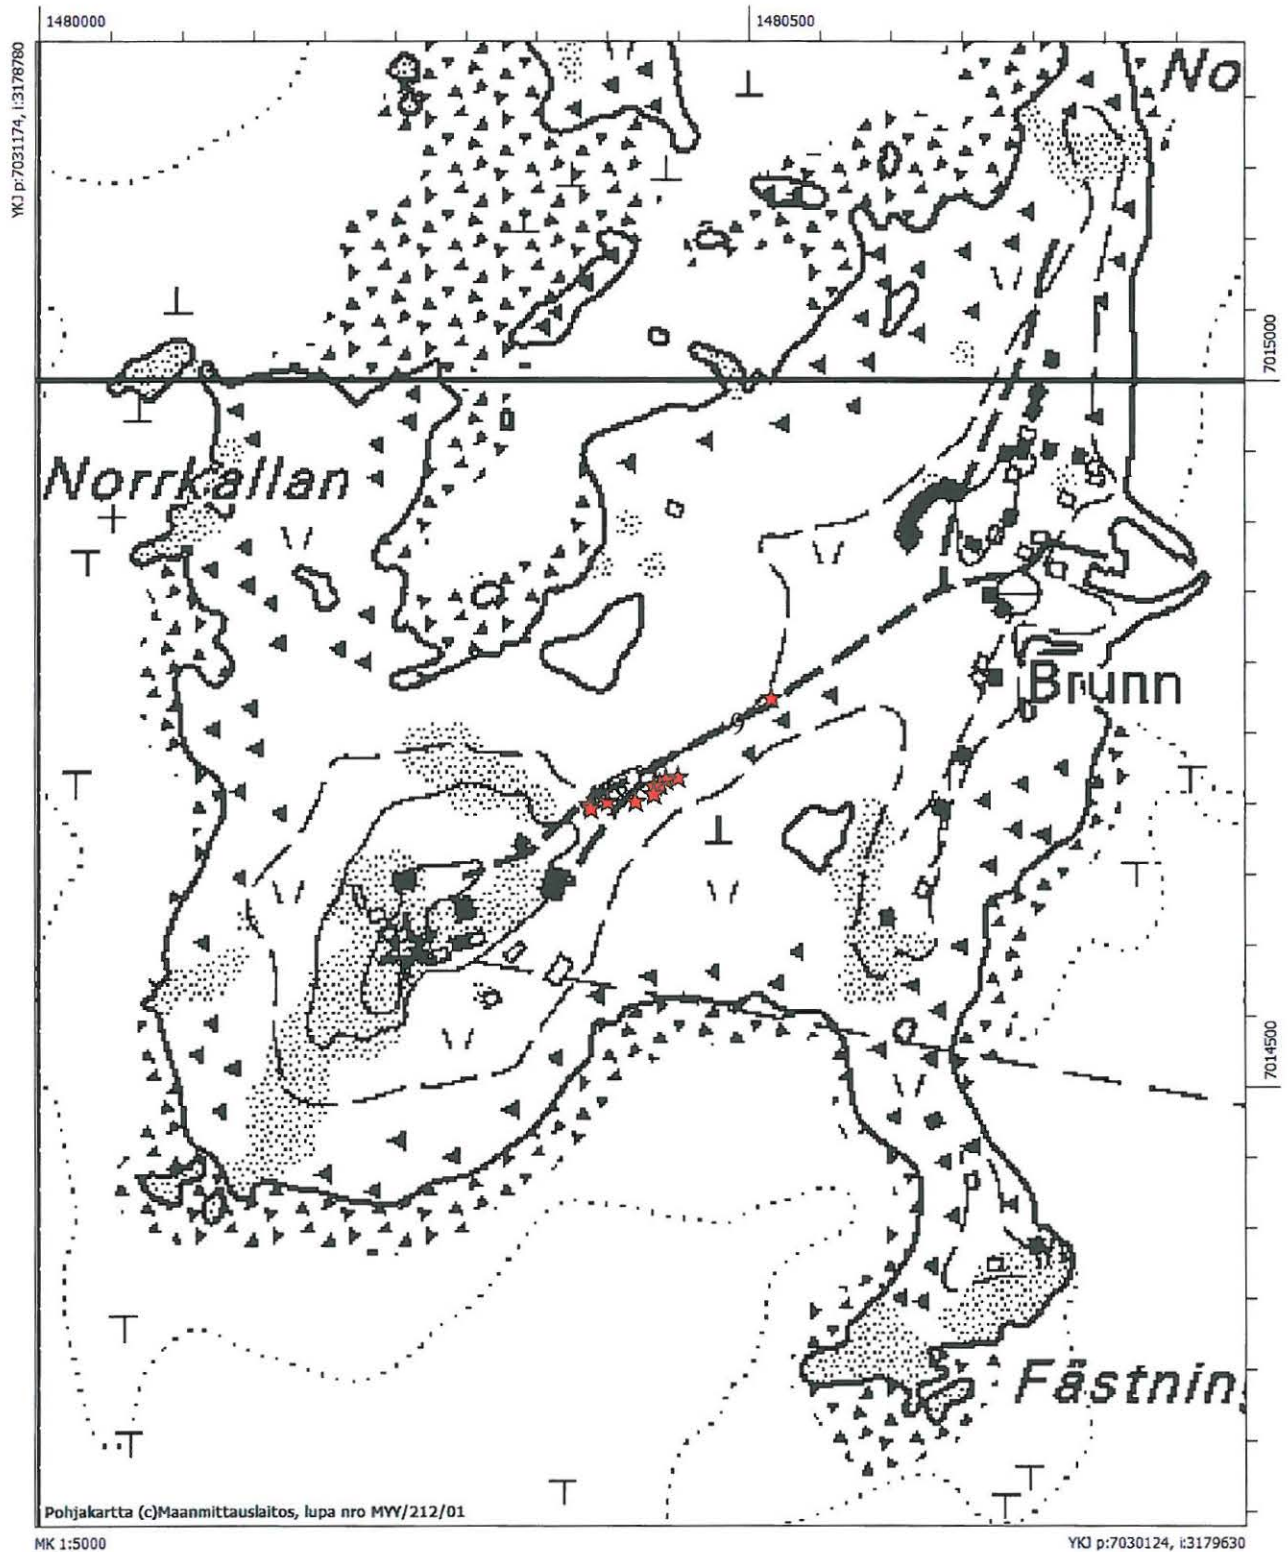 1480000
1480500
YKJ p:7031174, i:3178780
No
7015000
Norrkallan
9
Brunn
7014500
Fästnin
Pohjakartta (c)Maanmittauslaitos, lupa nro MYY/212/01
MK 1:5000
YKJ p:7030124, i:3179630